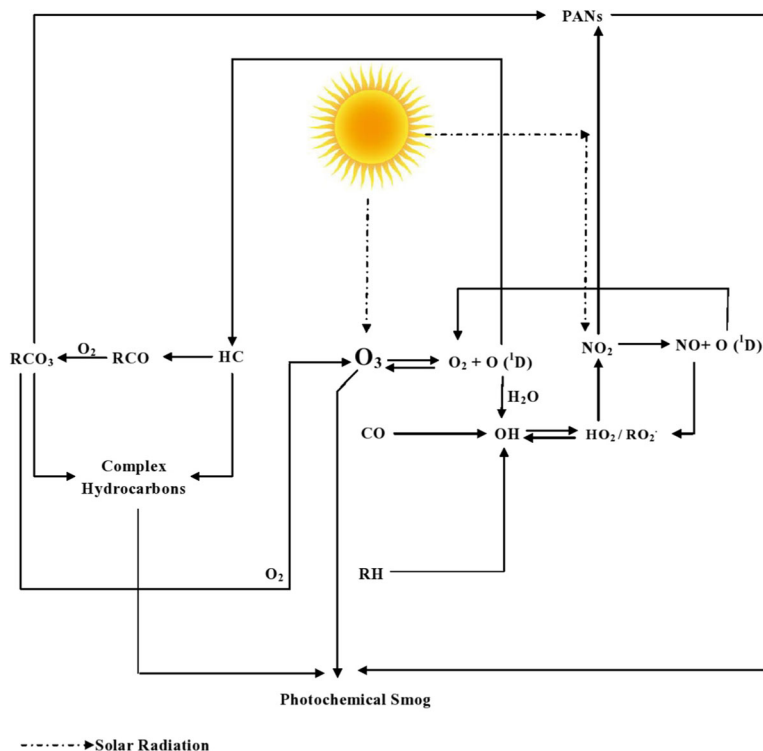 PANs
RCO₃
O₂
RCO
HC
O₃
O₂ + O (¹D)
NO₂
NO+ O (¹D)
H₂O
CO
OH
HO₂ / RO₂⁻
Complex
Hydrocarbons
O₂
RH
Photochemical Smog
Solar Radiation